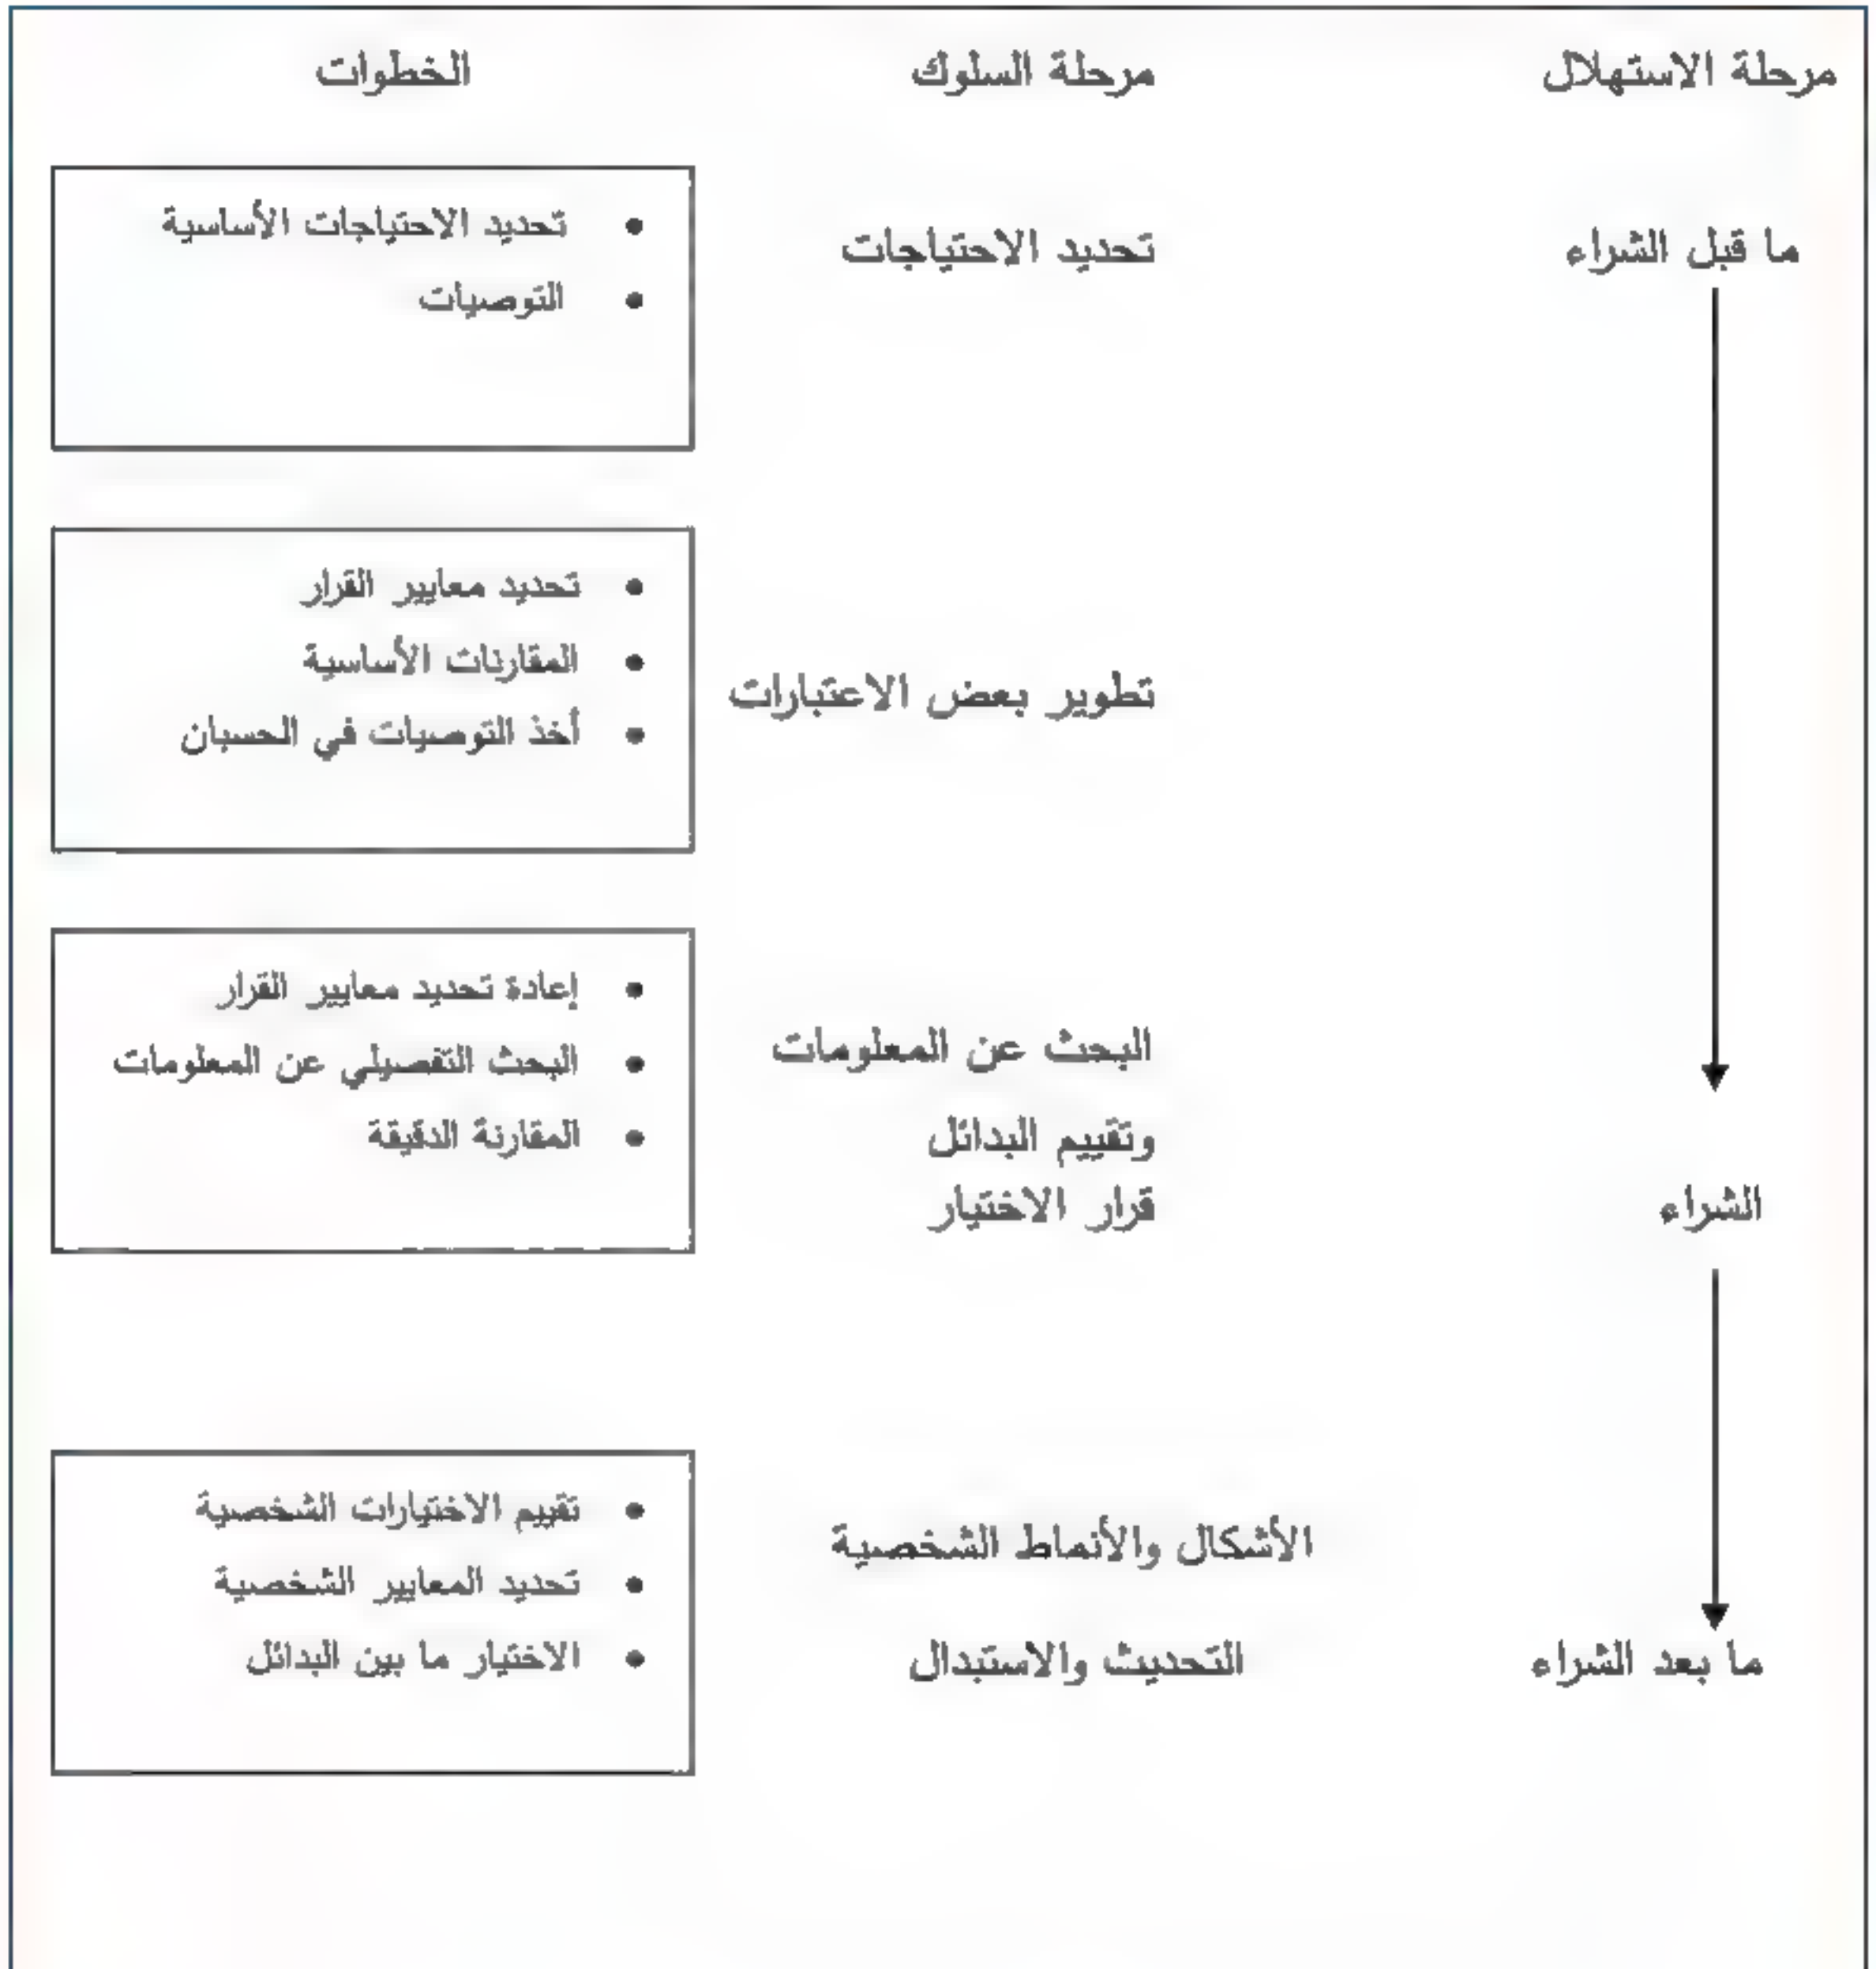 مرحلة الاستهلال
مرحلة السلوك
الخطوات
ما قبل الشراء
تحديد الاحتياجات
• تحديد الاحتياجات الأساسية
• التوصيات
تطوير بعض الاعتبارات
• تحديد معايير القرار
• المقارنات الأساسية
• أخذ التوصيات في الحسبان
الشراء
البحث عن المعلومات
وتقييم البدائل
قرار الاختيار
• إعادة تحديد معايير القرار
• البحث التفصيلي عن المعلومات
• المقارنة الدقيقة
ما بعد الشراء
الأشكال والأنماط الشخصية
التحديث والاستبدال
• تقييم الاختيارات الشخصية
• تحديد المعايير الشخصية
• الاختيار ما بين البدائل